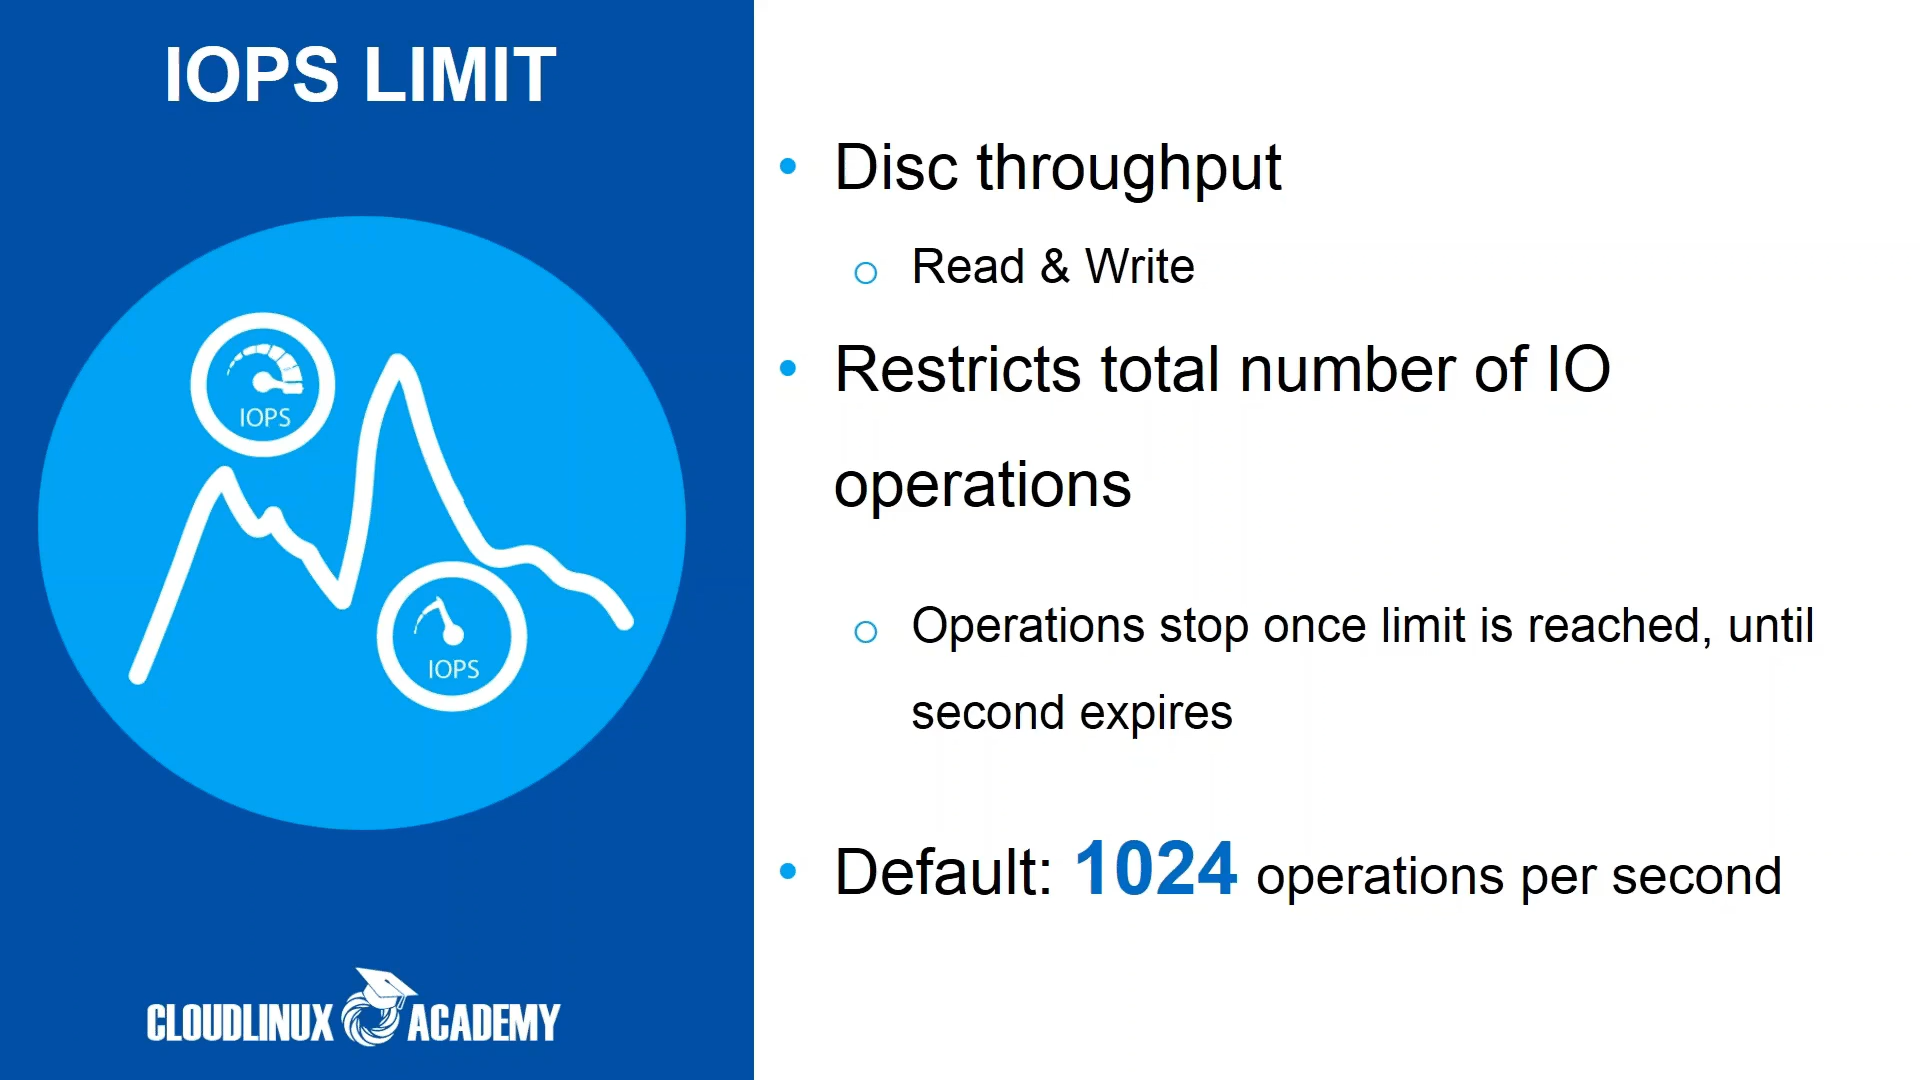 IOPS LIMIT
IOPS
IOPS
CLOUDLINUX ACADEMY
• Disc throughput
○ Read & Write
• Restricts total number of IO
operations
○ Operations stop once limit is reached, until
second expires
• Default: 1024 operations per second